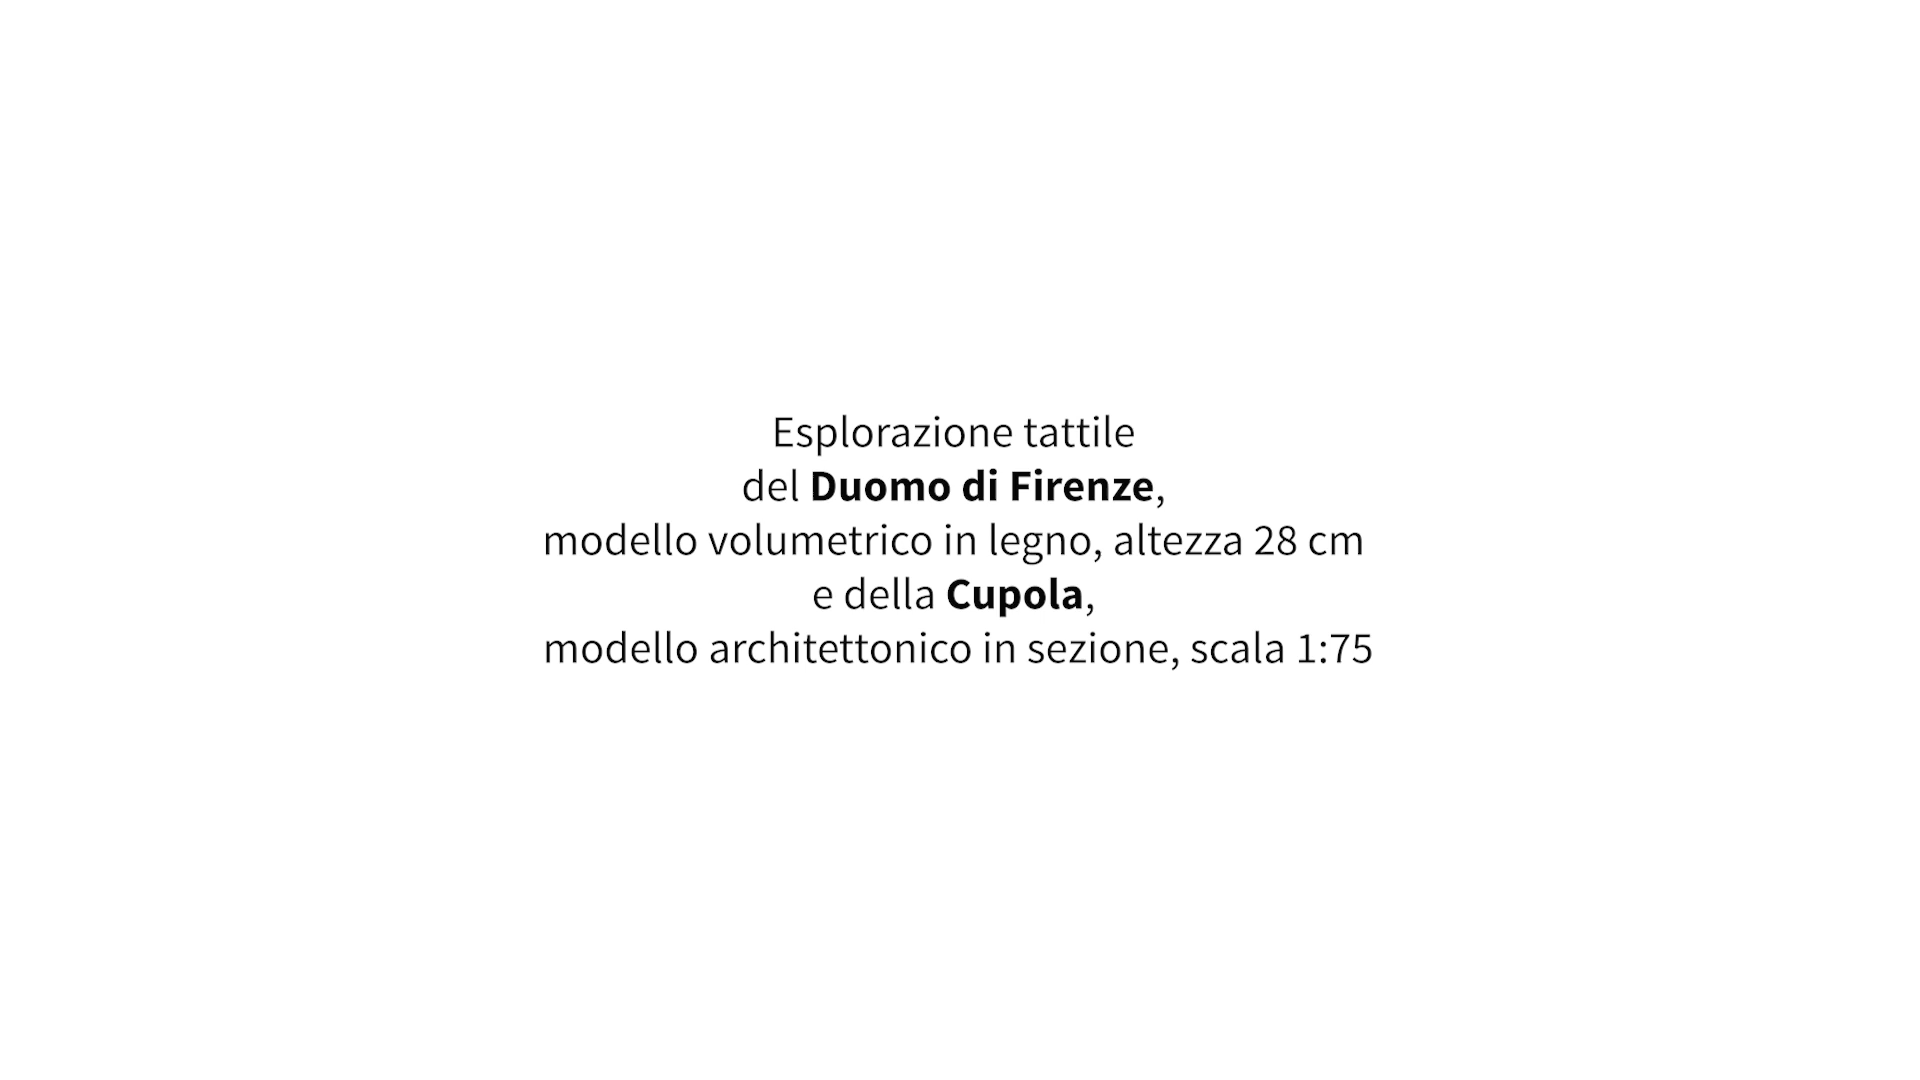 Esplorazione tattile
del Duomo di Firenze,
modello volumetrico in legno, altezza 28 cm
e della Cupola,
modello architettonico in sezione, scala 1:75